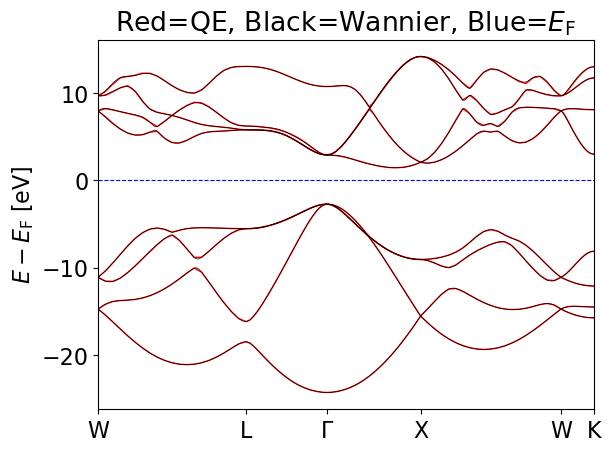 Red=QE, Black=Wannier, Blue=E_F
E − E_F [eV]
10
0
−10
−20
W L Γ X W K